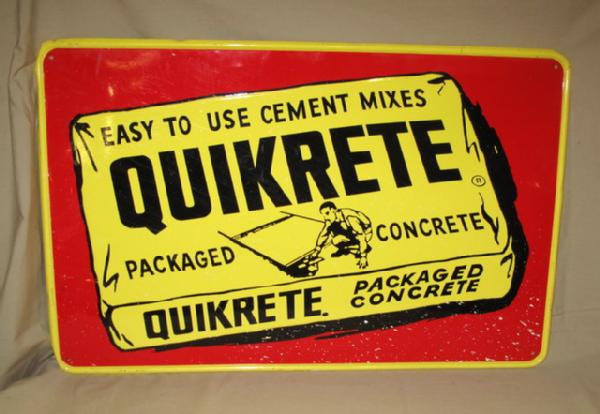 EASY TO USE CEMENT MIXES
QUIKRETE
PACKAGED CONCRETE
QUIKRETE. PACKAGED
CONCRETE